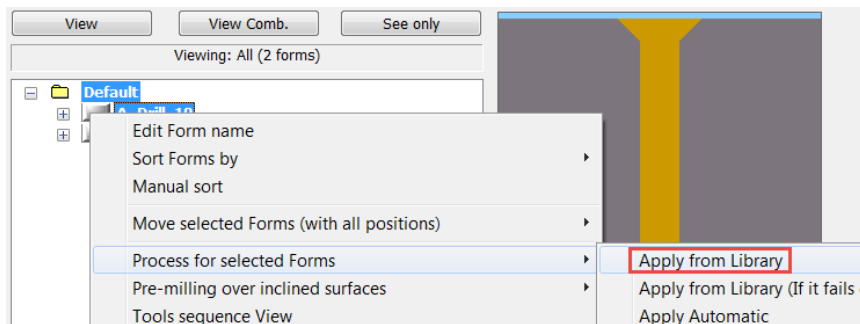 View View Comb. See only
Viewing: All (2 forms)
Default
A_Drill_10
Edit Form name
Sort Forms by
Manual sort
Move selected Forms (with all positions)
Process for selected Forms
Apply from Library
Pre-milling over inclined surfaces
Apply from Library (If it fails
Tools sequence View
Apply Automatic